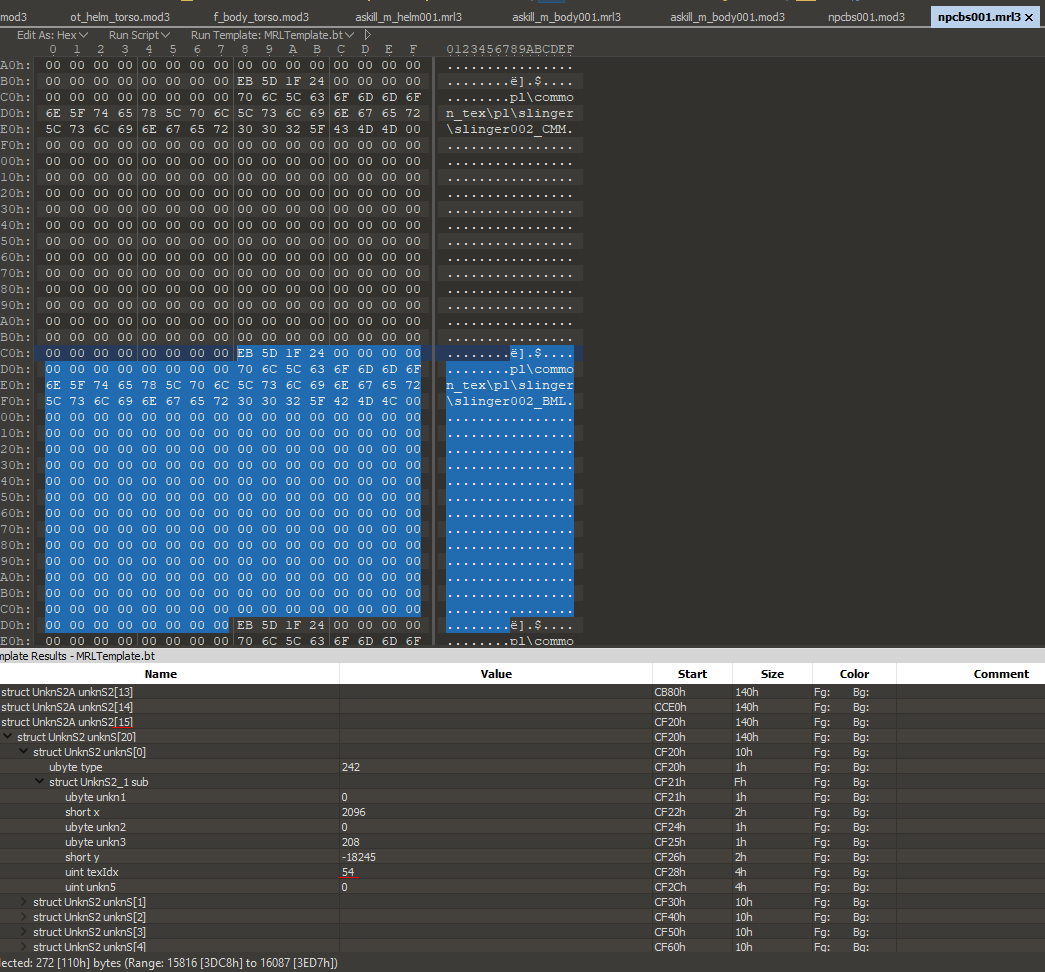 mod3 ot_helm_torso.mod3 f_body_torso.mod3 askill_m_helm001.mrl3 askill_m_body001.mrl3 askill_m_body001.mod3 npcbs001.mod3 npcbs001.mrl3
Edit As: Hex Run Script Run Template: MRLTemplate.bt
0 1 2 3 4 5 6 7 8 9 A B C D E F 0123456789ABCDEF
A0h: 00 00 00 00 00 00 00 00 00 00 00 00 00 00 00 00 ................
B0h: 00 00 00 00 00 00 00 00 EB 5D 1F 24 00 00 00 00 ........ë].$....
C0h: 00 00 00 00 00 00 00 00 70 6C 5C 63 6F 6D 6D 6F ........pl\commo
D0h: 6E 5F 74 65 78 5C 70 6C 5C 73 6C 69 6E 67 65 72 n_tex\pl\slinger
E0h: 5C 73 6C 69 6E 67 65 72 30 30 32 5F 43 4D 4D 00 \slinger002_CMM.
F0h: 00 00 00 00 00 00 00 00 00 00 00 00 00 00 00 00 ................
00h: 00 00 00 00 00 00 00 00 00 00 00 00 00 00 00 00 ................
10h: 00 00 00 00 00 00 00 00 00 00 00 00 00 00 00 00 ................
20h: 00 00 00 00 00 00 00 00 00 00 00 00 00 00 00 00 ................
30h: 00 00 00 00 00 00 00 00 00 00 00 00 00 00 00 00 ................
40h: 00 00 00 00 00 00 00 00 00 00 00 00 00 00 00 00 ................
50h: 00 00 00 00 00 00 00 00 00 00 00 00 00 00 00 00 ................
60h: 00 00 00 00 00 00 00 00 00 00 00 00 00 00 00 00 ................
70h: 00 00 00 00 00 00 00 00 00 00 00 00 00 00 00 00 ................
80h: 00 00 00 00 00 00 00 00 00 00 00 00 00 00 00 00 ................
90h: 00 00 00 00 00 00 00 00 00 00 00 00 00 00 00 00 ................
A0h: 00 00 00 00 00 00 00 00 00 00 00 00 00 00 00 00 ................
B0h: 00 00 00 00 00 00 00 00 00 00 00 00 00 00 00 00 ................
C0h: 00 00 00 00 00 00 00 00 EB 5D 1F 24 00 00 00 00 ........ë].$....
D0h: 00 00 00 00 00 00 00 00 70 6C 5C 63 6F 6D 6D 6F ........pl\commo
E0h: 6E 5F 74 65 78 5C 70 6C 5C 73 6C 69 6E 67 65 72 n_tex\pl\slinger
F0h: 5C 73 6C 69 6E 67 65 72 30 30 32 5F 42 4D 4C 00 \slinger002_BML.
00h: 00 00 00 00 00 00 00 00 00 00 00 00 00 00 00 00 ................
10h: 00 00 00 00 00 00 00 00 00 00 00 00 00 00 00 00 ................
20h: 00 00 00 00 00 00 00 00 00 00 00 00 00 00 00 00 ................
30h: 00 00 00 00 00 00 00 00 00 00 00 00 00 00 00 00 ................
40h: 00 00 00 00 00 00 00 00 00 00 00 00 00 00 00 00 ................
50h: 00 00 00 00 00 00 00 00 00 00 00 00 00 00 00 00 ................
60h: 00 00 00 00 00 00 00 00 00 00 00 00 00 00 00 00 ................
70h: 00 00 00 00 00 00 00 00 00 00 00 00 00 00 00 00 ................
80h: 00 00 00 00 00 00 00 00 00 00 00 00 00 00 00 00 ................
90h: 00 00 00 00 00 00 00 00 00 00 00 00 00 00 00 00 ................
A0h: 00 00 00 00 00 00 00 00 00 00 00 00 00 00 00 00 ................
B0h: 00 00 00 00 00 00 00 00 00 00 00 00 00 00 00 00 ................
C0h: 00 00 00 00 00 00 00 00 00 00 00 00 00 00 00 00 ................
D0h: 00 00 00 00 00 00 00 00 EB 5D 1F 24 00 00 00 00 ........ë].$....
E0h: 00 00 00 00 00 00 00 00 70 6C 5C 63 6F 6D 6D 6F ........pl\commo
mplate Results - MRLTemplate.bt
Name Value Start Size Color Comment
struct UnknS2A unknS2[13] CB80h 140h Fg: Bg:
struct UnknS2A unknS2[14] CCE0h 140h Fg: Bg:
struct UnknS2A unknS2[15] CF20h 140h Fg: Bg:
struct UnknS2 unknS[20] CF20h 140h Fg: Bg:
struct UnknS2 unknS[0] CF20h 10h Fg: Bg:
ubyte type 242 CF20h 1h Fg: Bg:
struct UnknS2_1 sub CF21h Fh Fg: Bg:
ubyte unkn1 0 CF21h 1h Fg: Bg:
short x 2096 CF22h 2h Fg: Bg:
ubyte unkn2 0 CF24h 1h Fg: Bg:
ubyte unkn3 208 CF25h 1h Fg: Bg:
short y -18245 CF26h 2h Fg: Bg:
uint texIdx 54 CF28h 4h Fg: Bg:
uint unkn5 0 CF2Ch 4h Fg: Bg:
struct UnknS2 unknS[1] CF30h 10h Fg: Bg:
struct UnknS2 unknS[2] CF40h 10h Fg: Bg:
struct UnknS2 unknS[3] CF50h 10h Fg: Bg:
struct UnknS2 unknS[4] CF60h 10h Fg: Bg:
lected: 272 [110h] bytes (Range: 15816 [3DC8h] to 16087 [3ED7h])